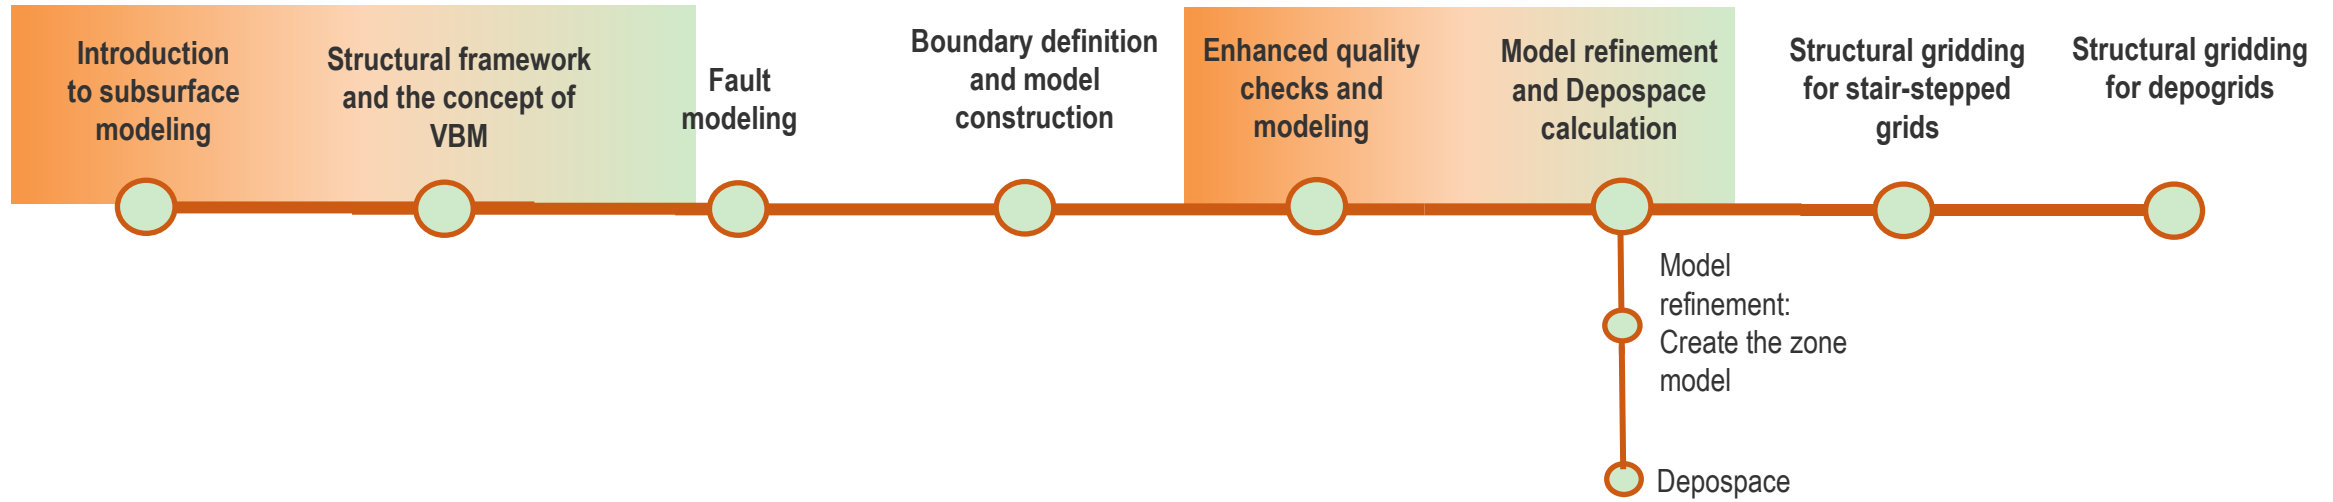 Introduction
to subsurface
modeling
Structural framework
and the concept of
VBM
Fault
modeling
Boundary definition
and model
construction
Enhanced quality
checks and
modeling
Model refinement
and Depospace
calculation
Structural gridding
for stair-stepped
grids
Structural gridding
for depogrids
Model
refinement:
Create the zone
model
Depospace